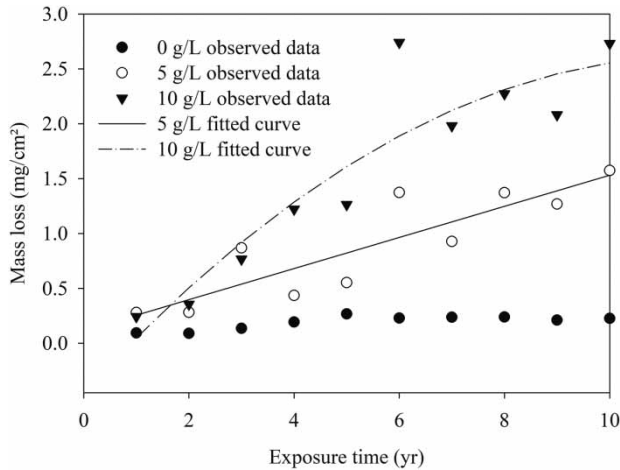 3.0
2.5
2.0
1.5
1.0
0.5
0.0
Mass loss (mg/cm²)
0 g/L observed data
5 g/L observed data
10 g/L observed data
5 g/L fitted curve
10 g/L fitted curve
0 2 4 6 8 10
Exposure time (yr)